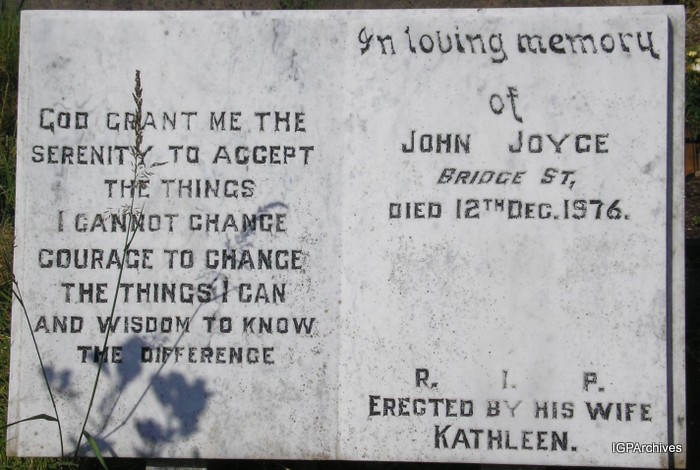 GOD GRANT ME THE
SERENITY TO ACCEPT
THE THINGS
I CANNOT CHANGE
COURAGE TO CHANGE
THE THINGS I CAN
AND WISDOM TO KNOW
THE DIFFERENCE
In loving memory
of
JOHN JOYCE
BRIDGE ST,
DIED 12TH DEC. 1976.
R. I. P.
ERECTED BY HIS WIFE
KATHLEEN.
IGPArchives